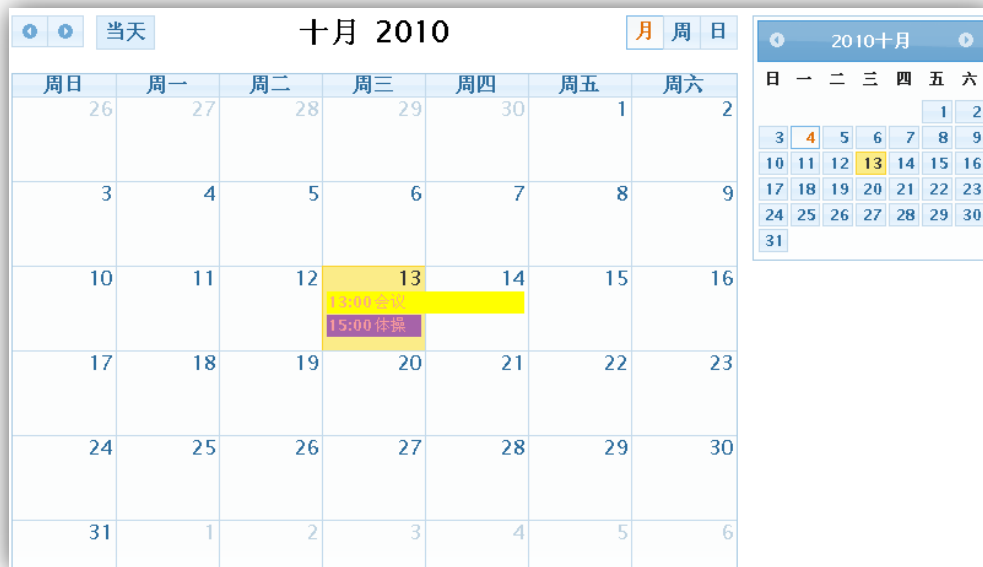 当天
十月 2010
月 周 日
周日 周一 周二 周三 周四 周五 周六
26 27 28 29 30 1 2
3 4 5 6 7 8 9
10 11 12 13 14 15 16
13:00 会议
15:00 体操
17 18 19 20 21 22 23
24 25 26 27 28 29 30
31 1 2 3 4 5 6
2010十月
日 一 二 三 四 五 六
1 2
3 4 5 6 7 8 9
10 11 12 13 14 15 16
17 18 19 20 21 22 23
24 25 26 27 28 29 30
31